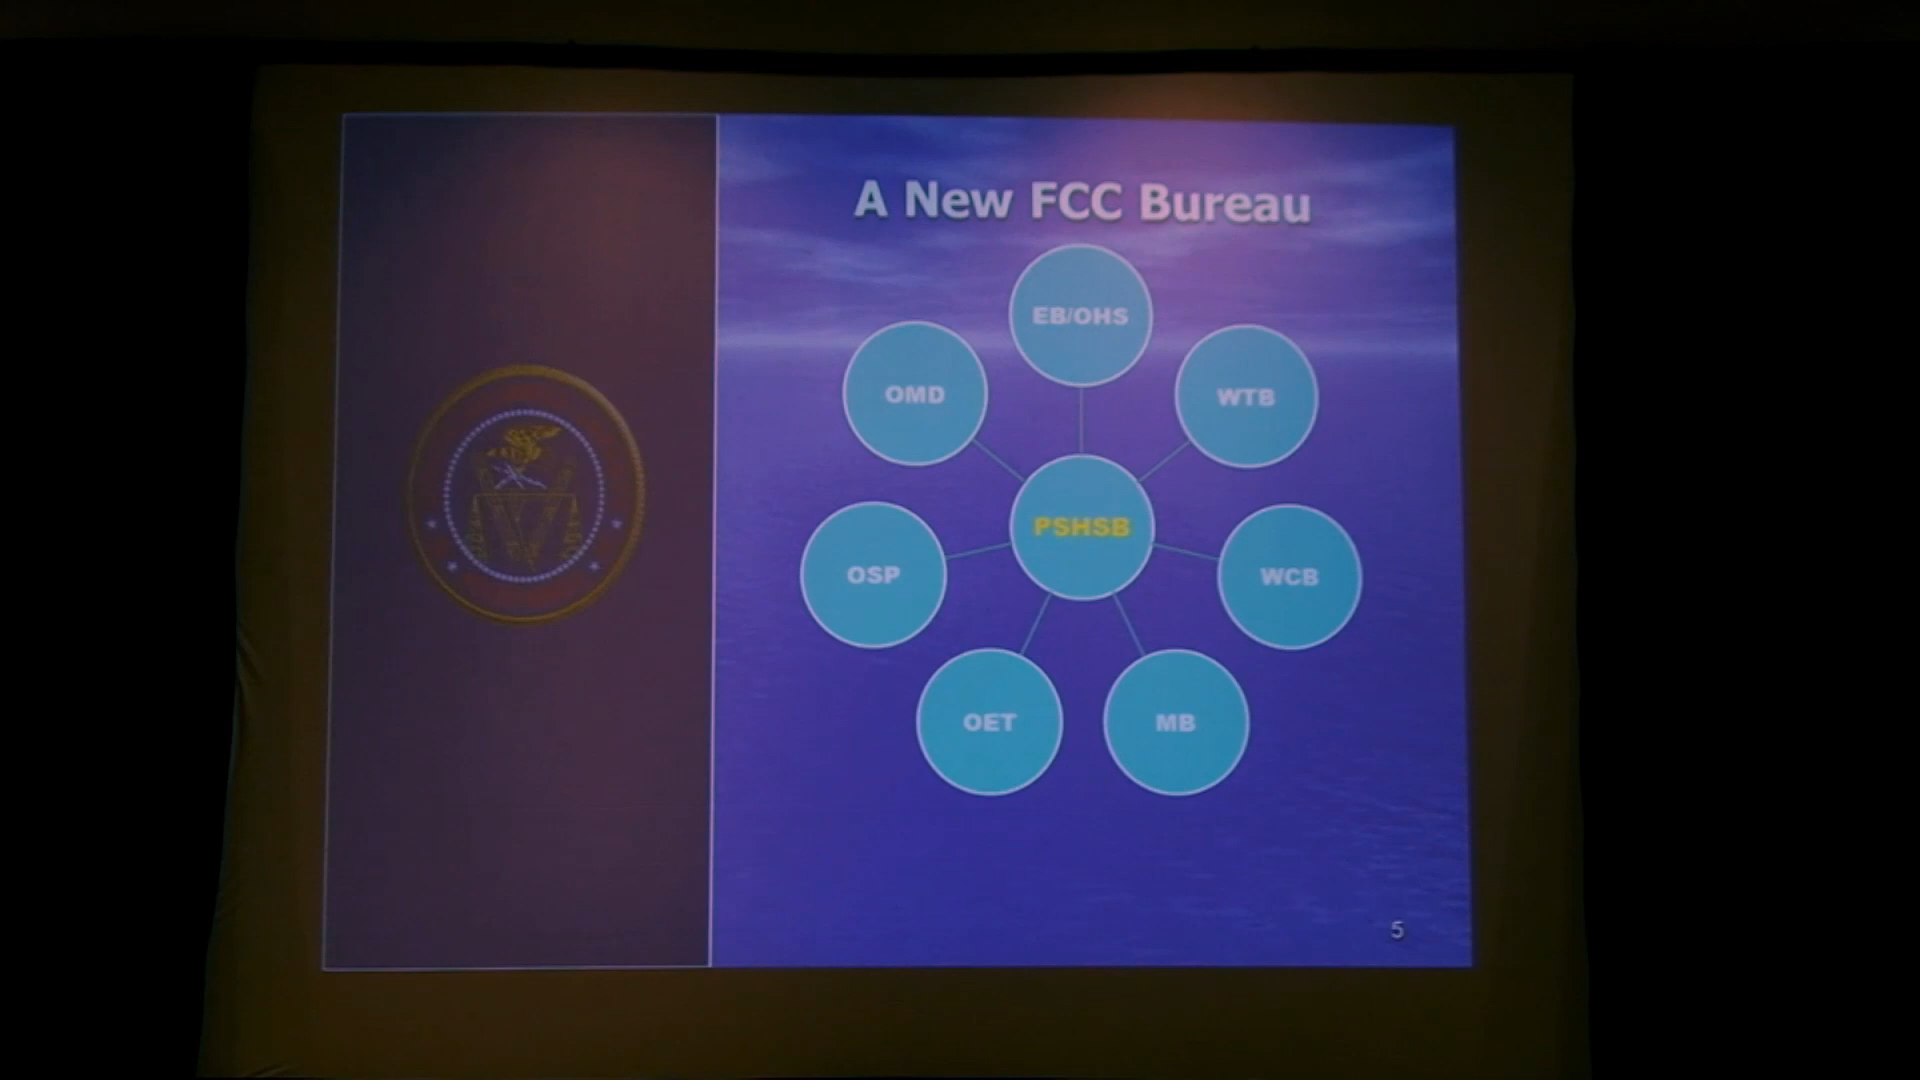 A New FCC Bureau
EB/OHS
OMD
WTB
PSHSB
OSP
WCB
OET
MB
5